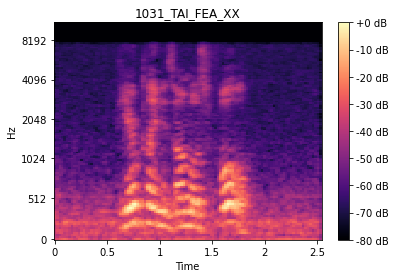 1031_TAI_FEA_XX
+0 dB
8192
-10 dB
4096
-20 dB
-30 dB
2048
Hz
-40 dB
1024
-50 dB
512
-60 dB
-70 dB
0
-80 dB
0 0.5 1 1.5 2 2.5
Time